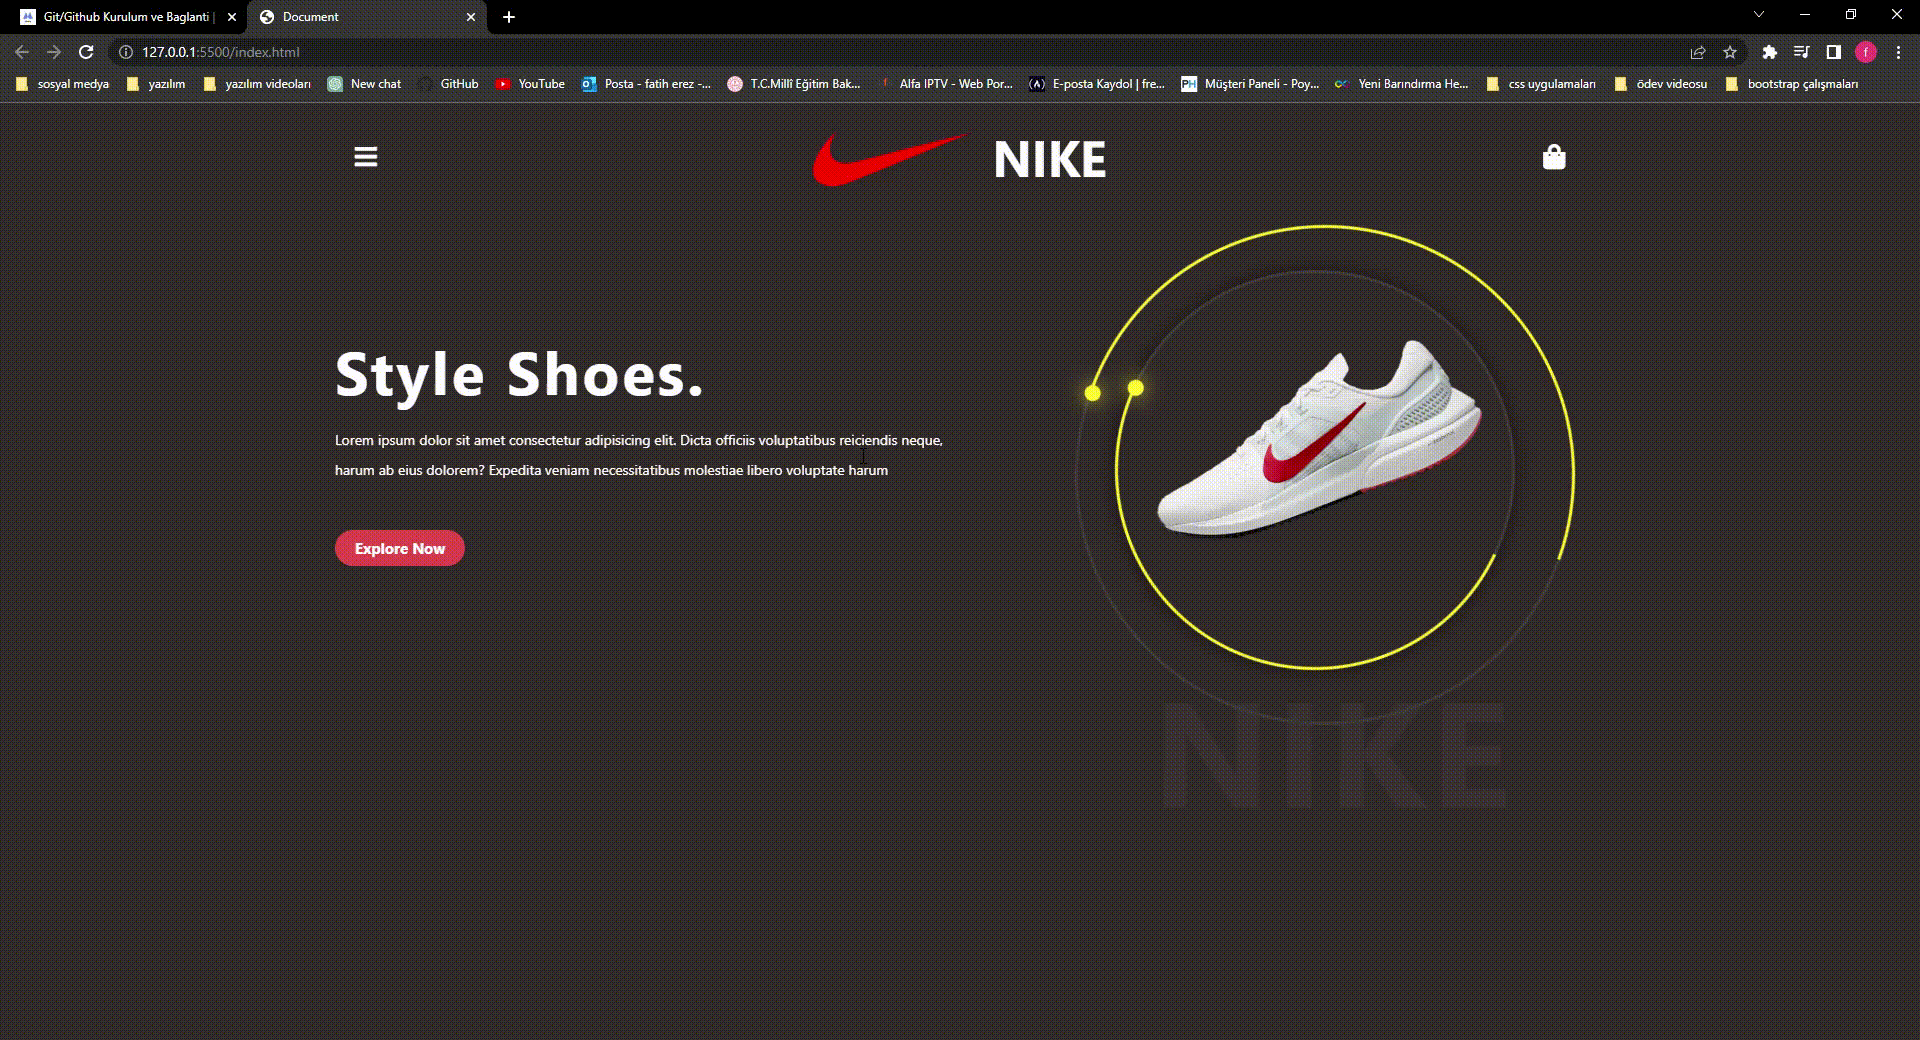 Git/Github Kurulum ve Baglanti |
Document
127.0.0.1:5500/index.html
f
sosyal medya yazılım yazılım videoları New chat GitHub YouTube Posta - fatih erez -... T.C.Millî Eğitim Bak... Alfa IPTV - Web Por... E-posta Kaydol | fre... PH Müşteri Paneli - Poy... Yeni Barındırma He... css uygulamaları ödev videosu bootstrap çalışmaları
NIKE
Style Shoes.
Lorem ipsum dolor sit amet consectetur adipisicing elit. Dicta officiis voluptatibus reiciendis neque,
harum ab eius dolorem? Expedita veniam necessitatibus molestiae libero voluptate harum
Explore Now
NIKE